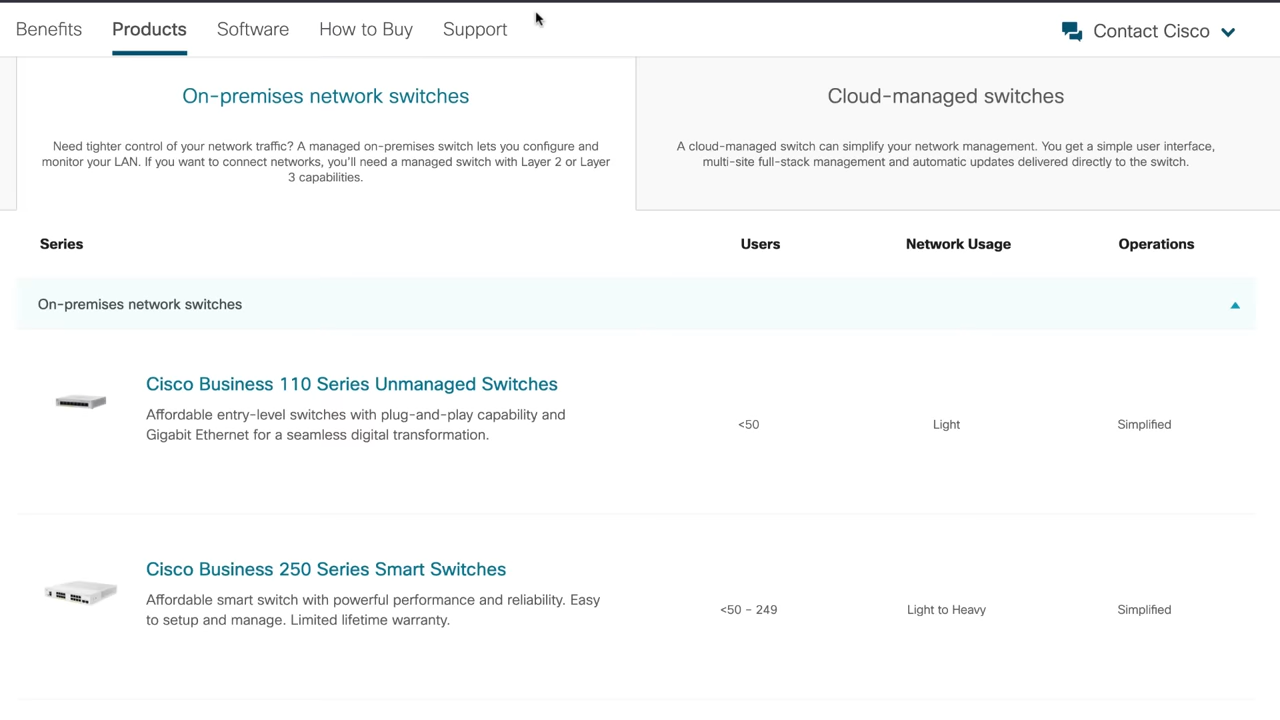 Benefits Products Software How to Buy Support Contact Cisco
On-premises network switches
Need tighter control of your network traffic? A managed on-premises switch lets you configure and
monitor your LAN. If you want to connect networks, you'll need a managed switch with Layer 2 or Layer
3 capabilities.
Cloud-managed switches
A cloud-managed switch can simplify your network management. You get a simple user interface,
multi-site full-stack management and automatic updates delivered directly to the switch.
Series Users Network Usage Operations
On-premises network switches
Cisco Business 110 Series Unmanaged Switches
Affordable entry-level switches with plug-and-play capability and
Gigabit Ethernet for a seamless digital transformation.
<50 Light Simplified
Cisco Business 250 Series Smart Switches
Affordable smart switch with powerful performance and reliability. Easy
to setup and manage. Limited lifetime warranty.
<50 - 249 Light to Heavy Simplified